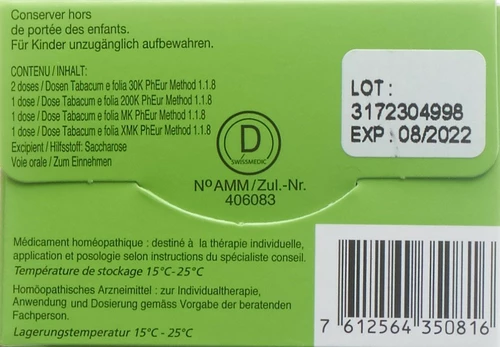 Conserver hors
de portée des enfants.
Für Kinder unzugänglich aufbewahren.
CONTENU / INHALT:
2 doses / Dosen Tabacum e folia 30K PhEur Method 1.1.8
1 dose / Dose Tabacum e folia 200K PhEur Method 1.1.8
1 dose / Dose Tabacum e folia MK PhEur Method 1.1.8
1 dose / Dose Tabacum e folia XMK PhEur Method 1.1.8
Excipient / Hilfsstoff: Saccharose
Voie orale / Zum Einnehmen
LOT :
3172304998
EXP : 08/2022
D
SWISSMEDIC
Nº AMM / Zul.-Nr.
406083
Médicament homéopathique : destiné à la thérapie individuelle,
application et posologie selon instructions du spécialiste conseil.
Température de stockage 15°C- 25°C
Homöopathisches Arzneimittel : zur Individualtherapie,
Anwendung und Dosierung gemäss Vorgabe der beratenden
Fachperson.
Lagerungstemperatur 15°C - 25°C
7 612564 350816